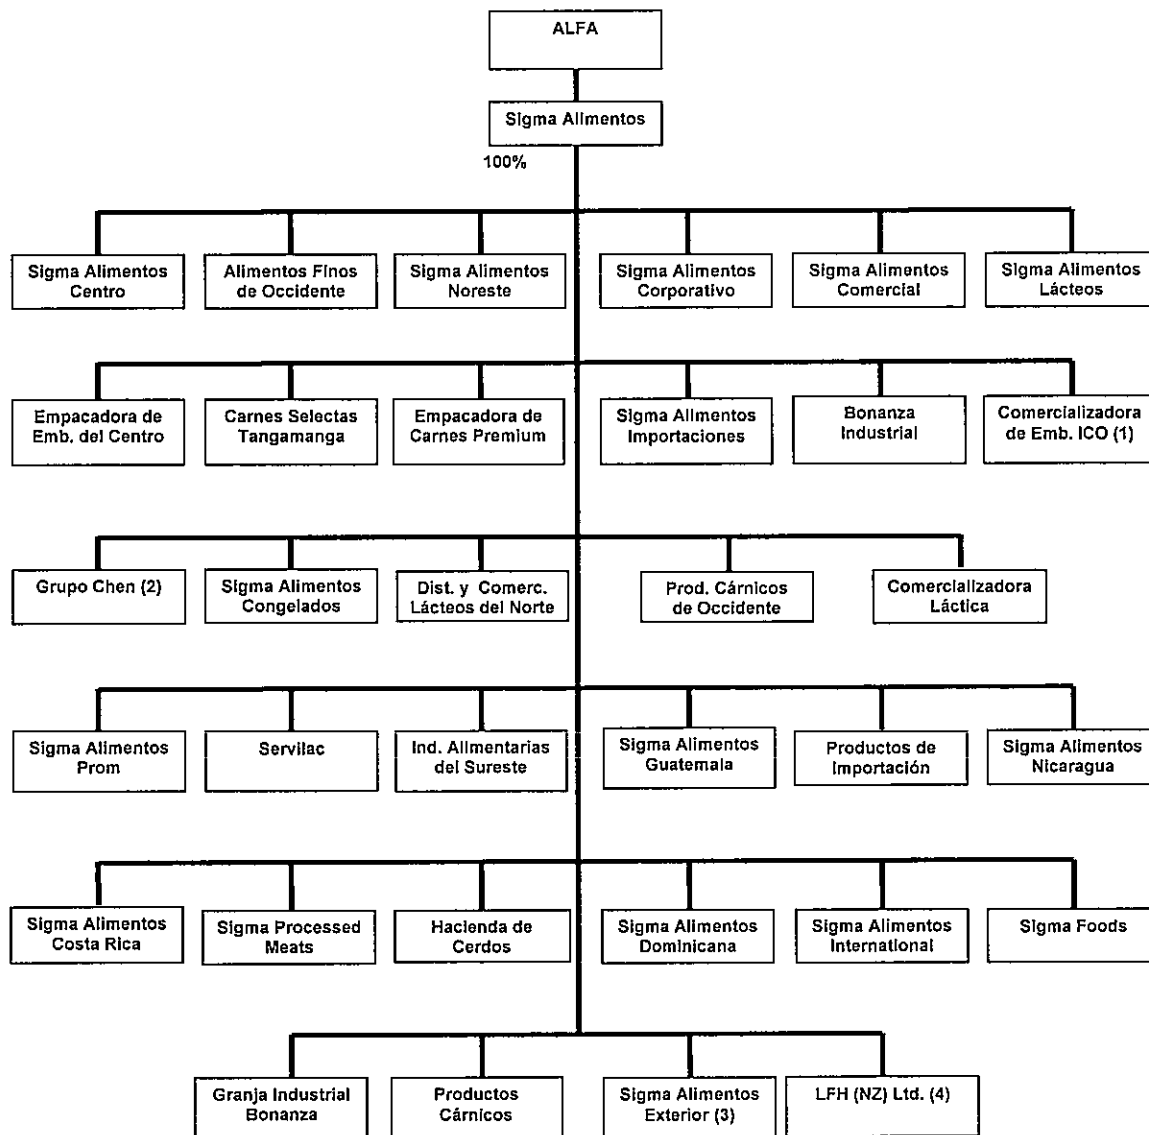 ALFA
Sigma Alimentos
100%
Sigma Alimentos
Centro
Alimentos Finos
de Occidente
Sigma Alimentos
Noreste
Sigma Alimentos
Corporativo
Sigma Alimentos
Comercial
Sigma Alimentos
Lácteos
Empacadora de
Emb. del Centro
Carnes Selectas
Tangamanga
Empacadora de
Carnes Premium
Sigma Alimentos
Importaciones
Bonanza
Industrial
Comercializadora
de Emb. ICO (1)
Grupo Chen (2)
Sigma Alimentos
Congelados
Dist. y Comerc.
Lácteos del Norte
Prod. Cárnicos
de Occidente
Comercializadora
Láctica
Sigma Alimentos
Prom
Servilac
Ind. Alimentarias
del Sureste
Sigma Alimentos
Guatemala
Productos de
Importación
Sigma Alimentos
Nicaragua
Sigma Alimentos
Costa Rica
Sigma Processed
Meats
Hacienda de
Cerdos
Sigma Alimentos
Dominicana
Sigma Alimentos
International
Sigma Foods
Granja Industrial
Bonanza
Productos
Cárnicos
Sigma Alimentos
Exterior (3)
LFH (NZ) Ltd. (4)